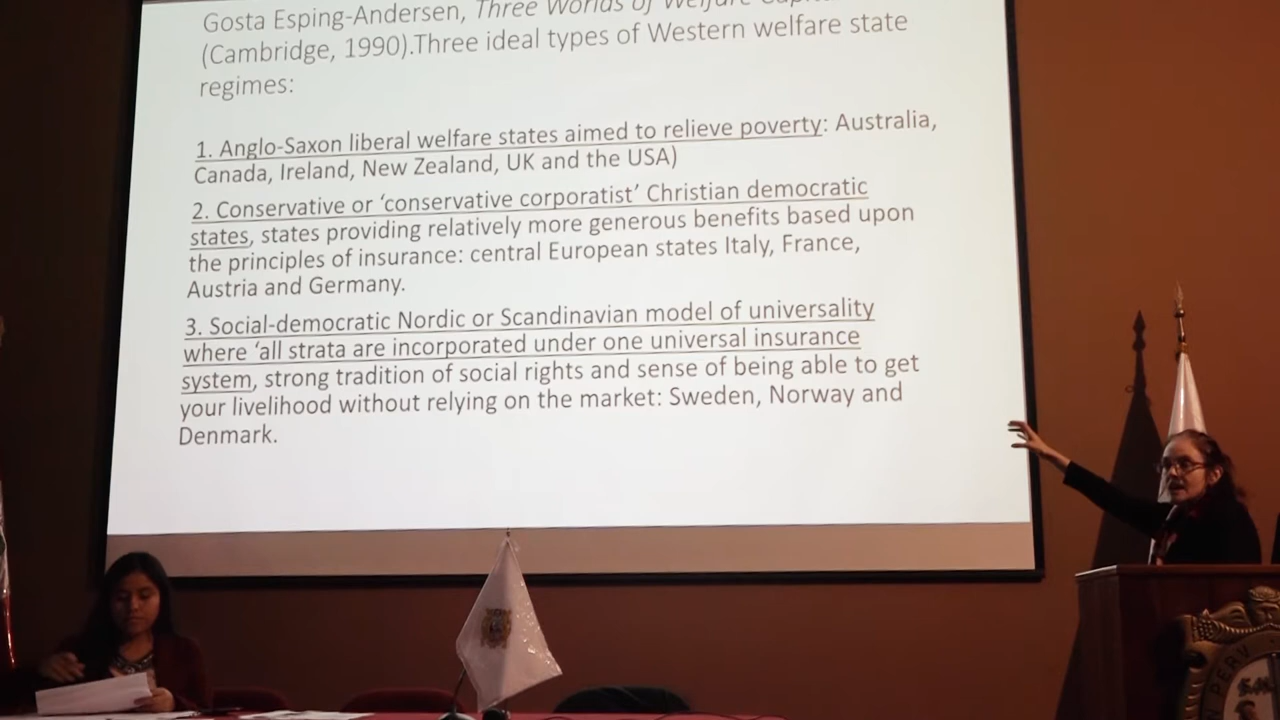 Gosta Esping-Andersen, Three Worlds of Welfare
(Cambridge, 1990).Three ideal types of Western welfare state
regimes:
1. Anglo-Saxon liberal welfare states aimed to relieve poverty: Australia,
Canada, Ireland, New Zealand, UK and the USA)
2. Conservative or ‘conservative corporatist’ Christian democratic
states, states providing relatively more generous benefits based upon
the principles of insurance: central European states Italy, France,
Austria and Germany.
3. Social-democratic Nordic or Scandinavian model of universality
where ‘all strata are incorporated under one universal insurance
system, strong tradition of social rights and sense of being able to get
your livelihood without relying on the market: Sweden, Norway and
Denmark.
PERV